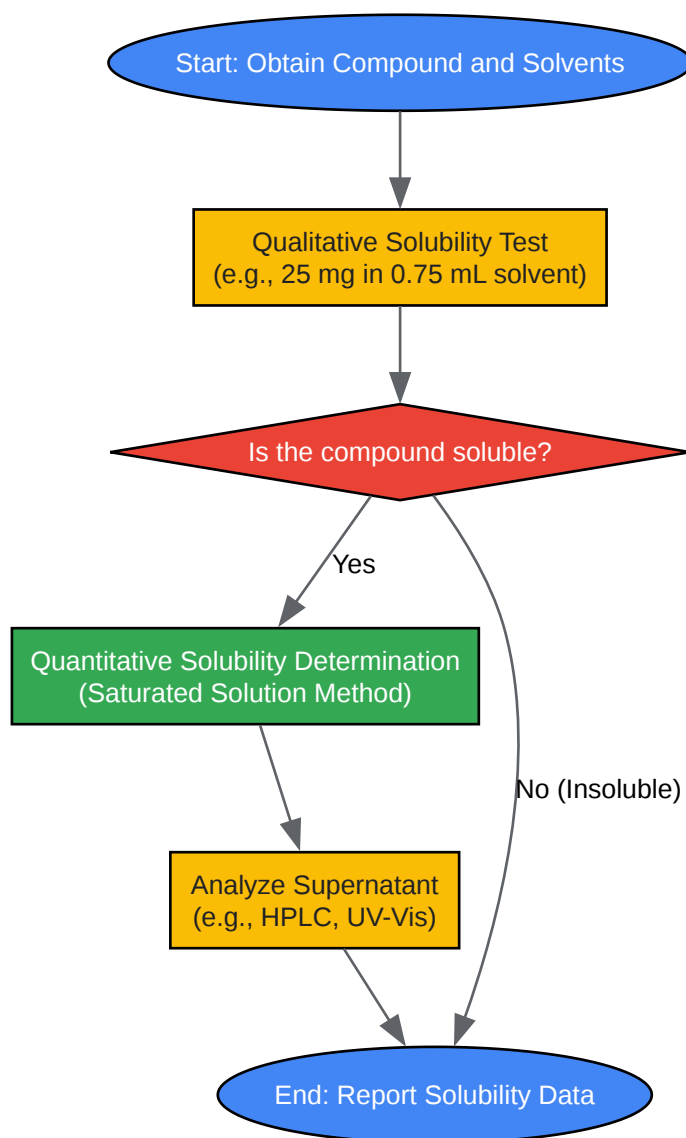 Start: Obtain Compound and Solvents
Qualitative Solubility Test
(e.g., 25 mg in 0.75 mL solvent)
Is the compound soluble?
Yes
Quantitative Solubility Determination
(Saturated Solution Method)
No (Insoluble)
Analyze Supernatant
(e.g., HPLC, UV-Vis)
End: Report Solubility Data